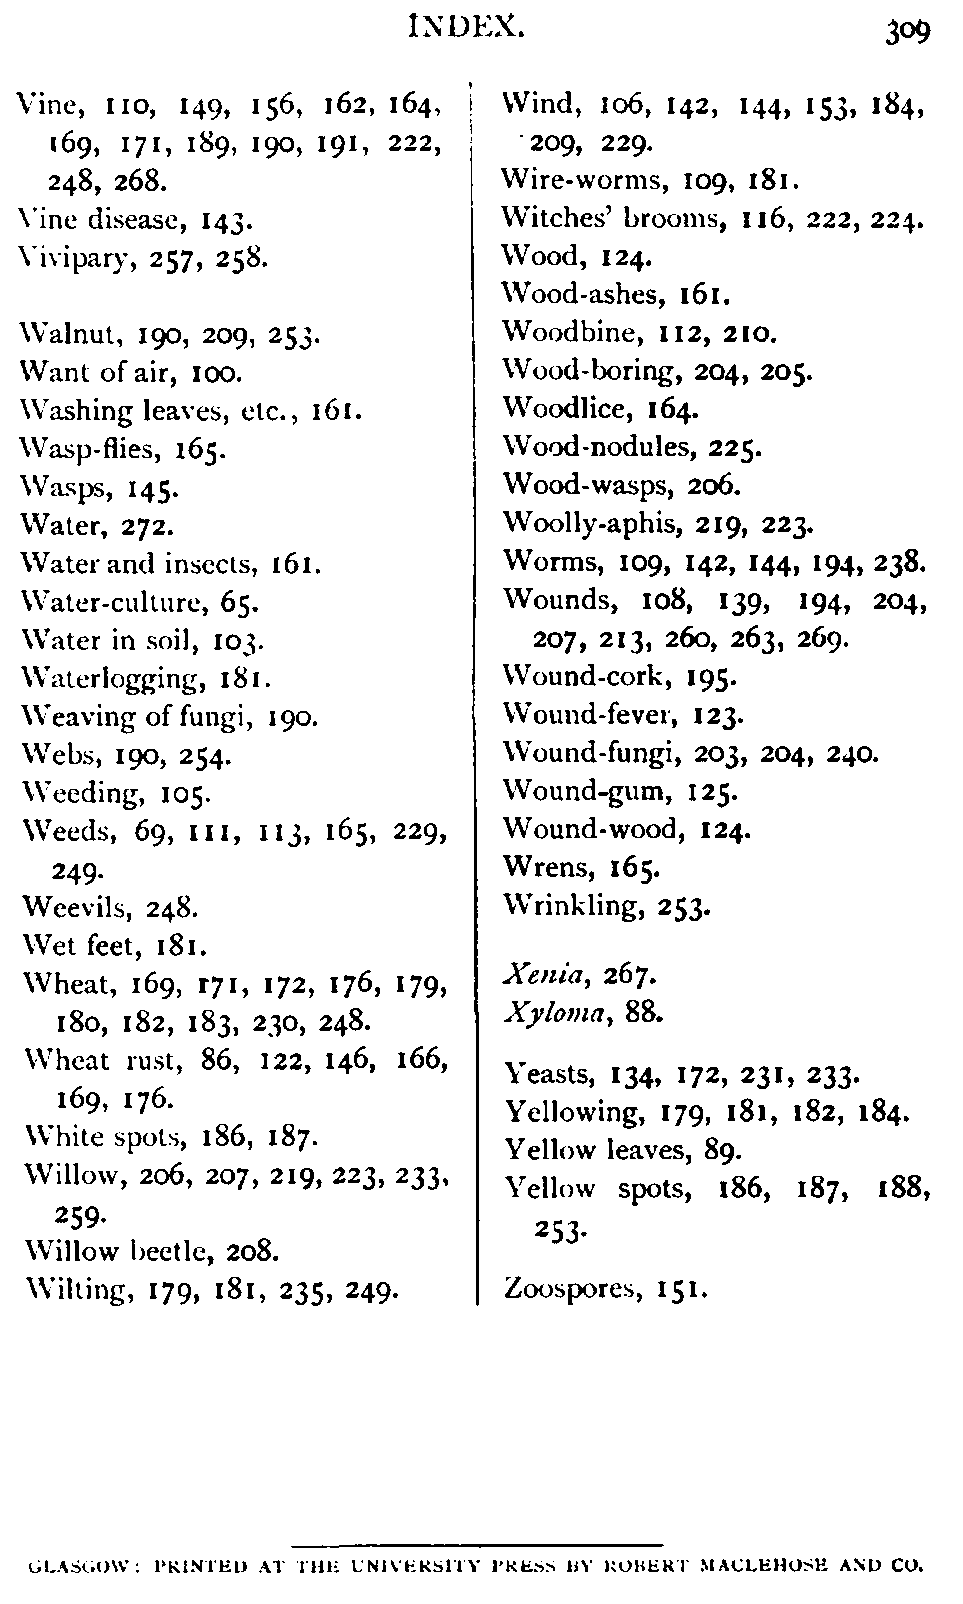 INDEX. 309
Vine, 110, 149, 156, 162, 164,
169, 171, 189, 190, 191, 222,
248, 268.
Vine disease, 143.
Vivipary, 257, 258.
Walnut, 190, 209, 253.
Want of air, 100.
Washing leaves, etc., 161.
Wasp-flies, 165.
Wasps, 145.
Water, 272.
Water and insects, 161.
Water-culture, 65.
Water in soil, 103.
Waterlogging, 181.
Weaving of fungi, 190.
Webs, 190, 254.
Weeding, 105.
Weeds, 69, 111, 113, 165, 229,
249.
Weevils, 248.
Wet feet, 181.
Wheat, 169, 171, 172, 176, 179,
180, 182, 183, 230, 248.
Wheat rust, 86, 122, 146, 166,
169, 176.
White spots, 186, 187.
Willow, 206, 207, 219, 223, 233,
259.
Willow beetle, 208.
Wilting, 179, 181, 235, 249.
Wind, 106, 142, 144, 153, 184,
209, 229.
Wire-worms, 109, 181.
Witches' brooms, 116, 222, 224.
Wood, 124.
Wood-ashes, 161.
Woodbine, 112, 210.
Wood-boring, 204, 205.
Woodlice, 164.
Wood-nodules, 225.
Wood-wasps, 206.
Woolly-aphis, 219, 223.
Worms, 109, 142, 144, 194, 238.
Wounds, 108, 139, 194, 204,
207, 213, 260, 263, 269.
Wound-cork, 195.
Wound-fever, 123.
Wound-fungi, 203, 204, 240.
Wound-gum, 125.
Wound-wood, 124.
Wrens, 165.
Wrinkling, 253.
Xenia, 267.
Xyloma, 88.
Yeasts, 134, 172, 231, 233.
Yellowing, 179, 181, 182, 184.
Yellow leaves, 89.
Yellow spots, 186, 187, 188,
253.
Zoospores, 151.
GLASGOW: PRINTED AT THE UNIVERSITY PRESS BY ROBERT MACLEHOSE AND CO.